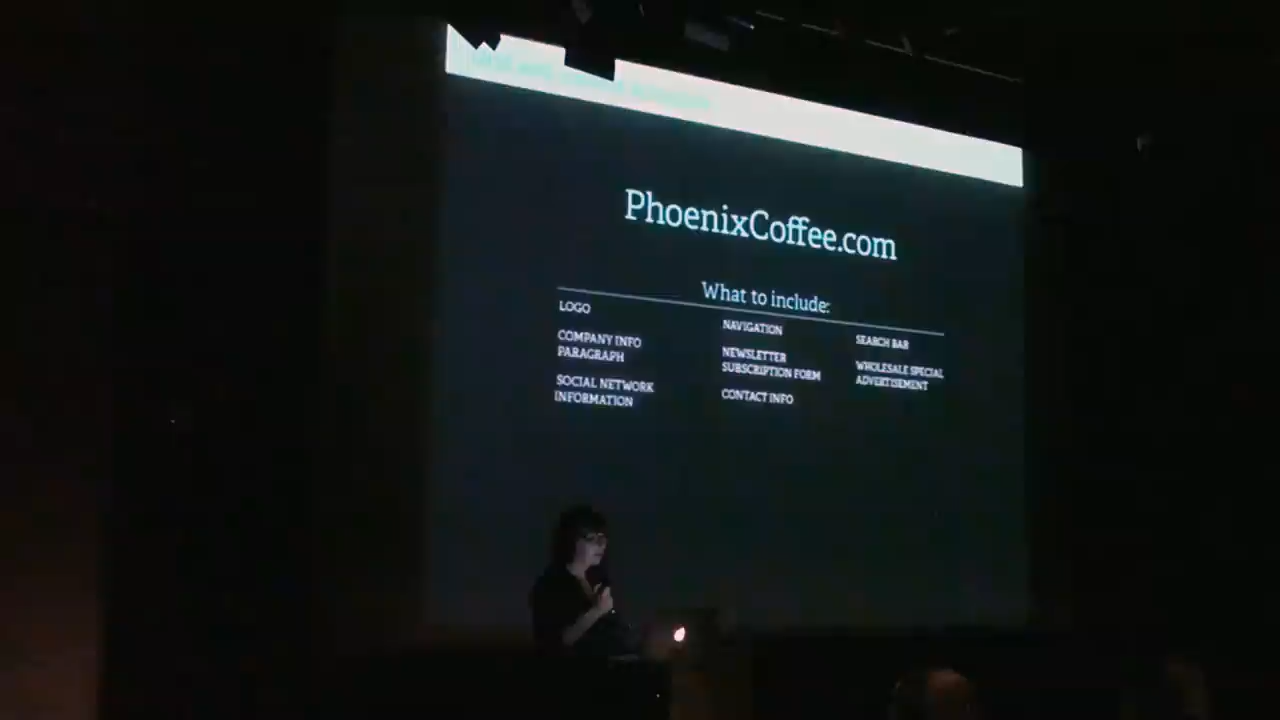 PhoenixCoffee.com
What to include:
LOGO
COMPANY INFO
PARAGRAPH
SOCIAL NETWORK
INFORMATION
NAVIGATION
NEWSLETTER
SUBSCRIPTION FORM
CONTACT INFO
SEARCH BAR
WHOLESALE SPECIAL
ADVERTISEMENT